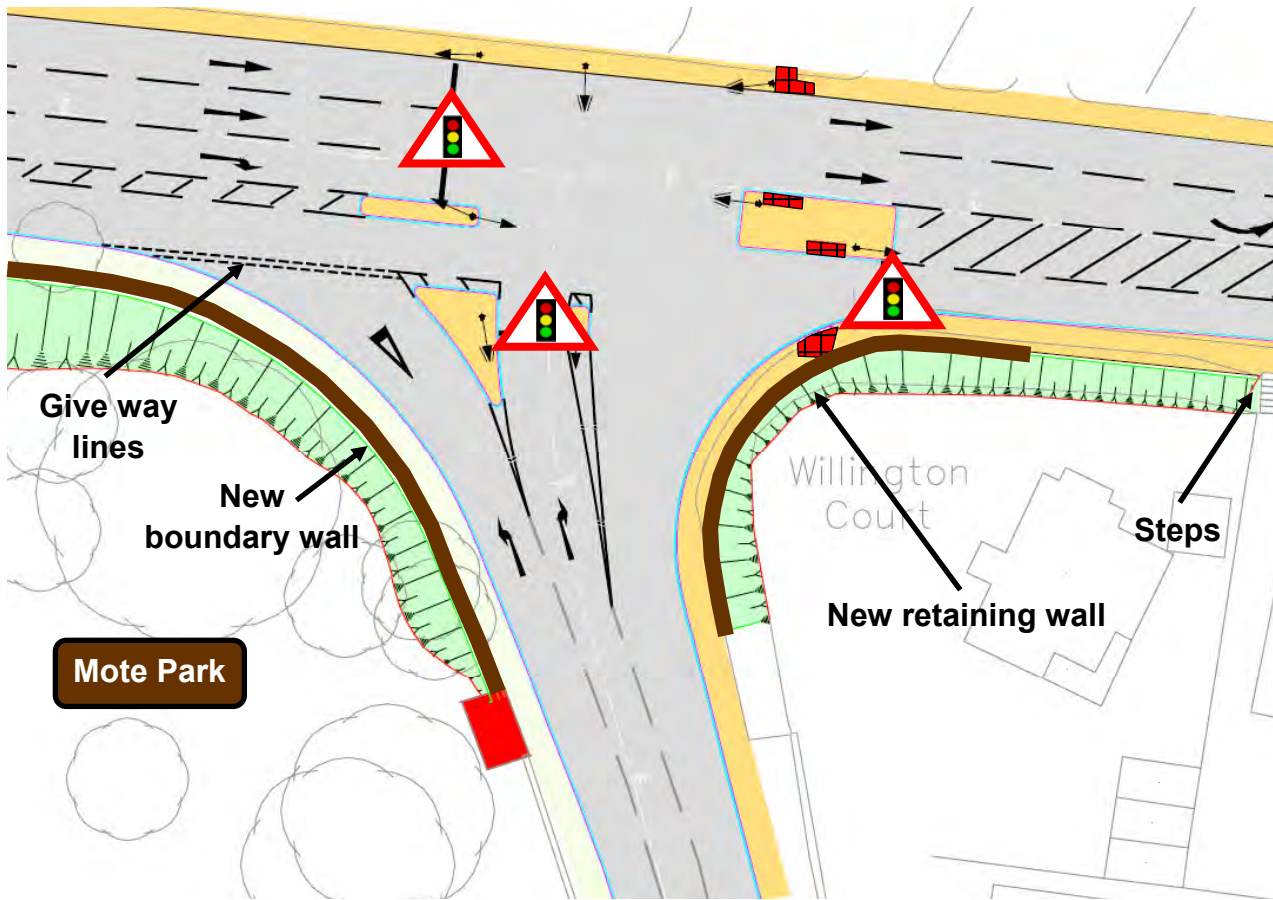 Give way
lines
New
boundary wall
Willington
Court
Steps
New retaining wall
Mote Park